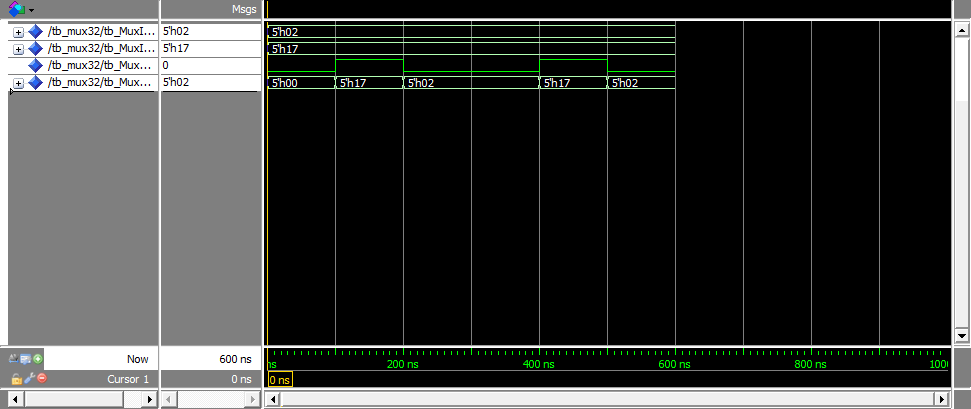 Msgs
/tb_mux32/tb_MuxI... 5'h02 5'h02
/tb_mux32/tb_MuxI... 5'h17 5'h17
/tb_mux32/tb_Mux... 0
/tb_mux32/tb_Mux... 5'h02 5'h00 5'h17 5'h02 5'h17 5'h02
Now 600 ns ns 200 ns 400 ns 600 ns 800 ns 1000
Cursor 1 0 ns 0 ns